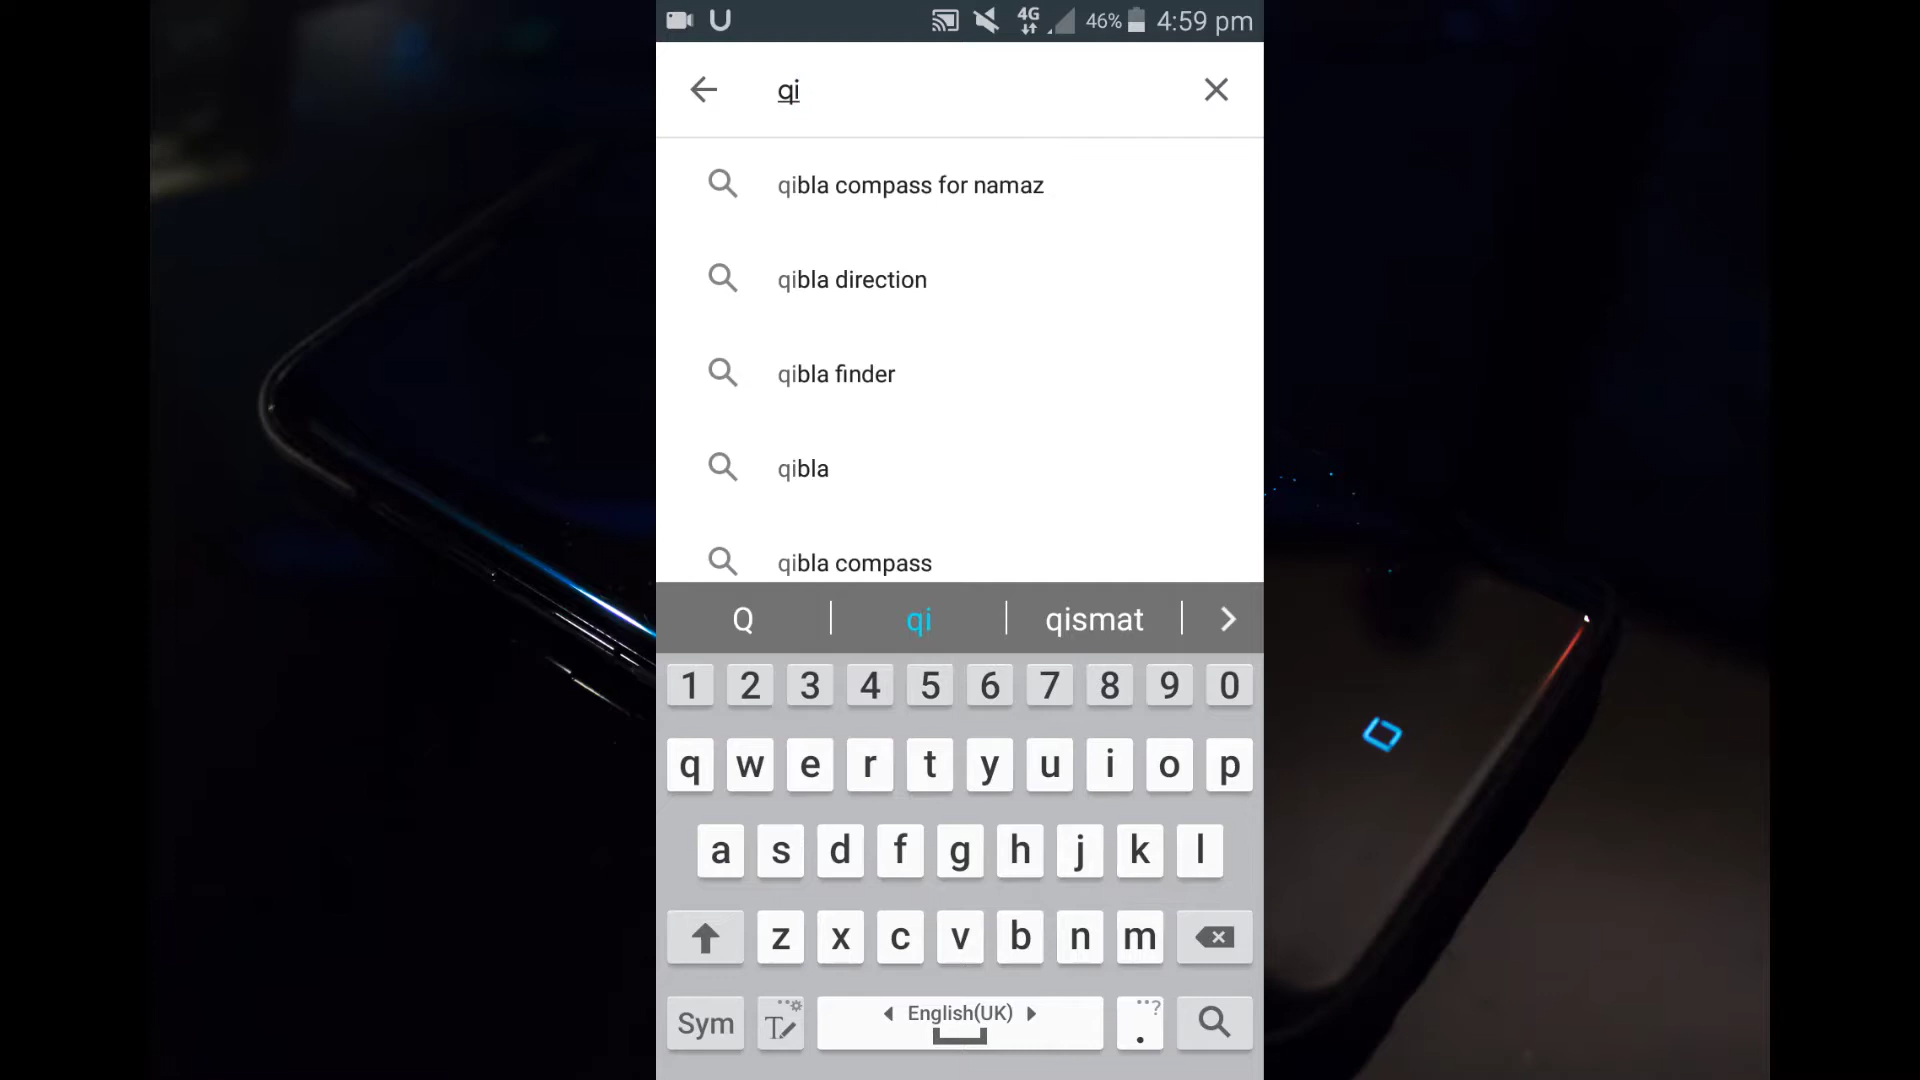 U 4G 46% 4:59 pm
qi
qibla compass for namaz
qibla direction
qibla finder
qibla
qibla compass
Q qi qismat
1 2 3 4 5 6 7 8 9 0
q w e r t y u i o p
a s d f g h j k l
z x c v b n m
Sym T English(UK) . ?